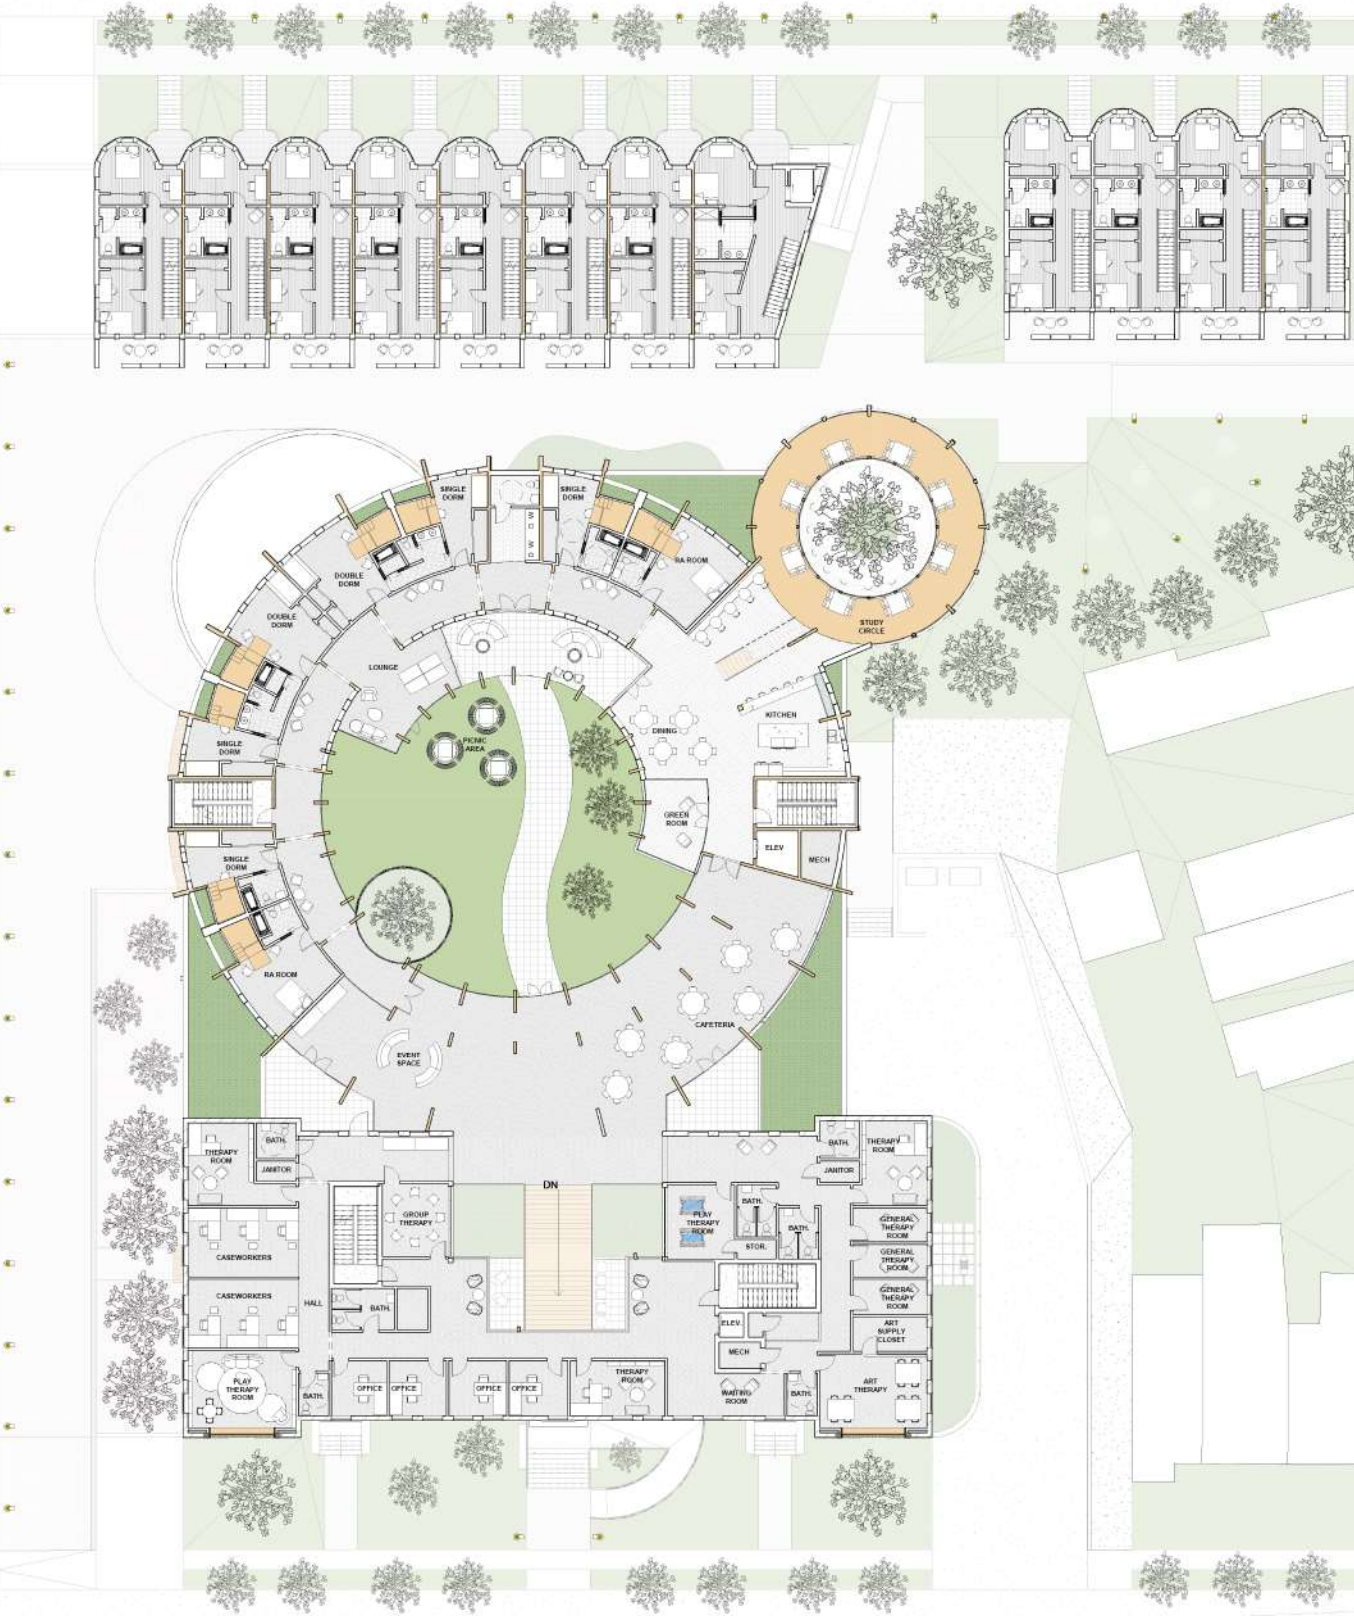 SINGLE
DORM
SINGLE
DORM
D W D W
RA ROOM
DOUBLE
DORM
DOUBLE
DORM
STUDY
CIRCLE
LOUNGE
KITCHEN
DINING
PICNIC
AREA
SINGLE
DORM
GREEN
ROOM
ELEV
MECH
SINGLE
DORM
RA ROOM
CAFETERIA
EVENT
SPACE
BATH.
THERAPY
ROOM
JANITOR
BATH.
THERAPY
ROOM
JANITOR
DN
GROUP
THERAPY
PLAY
THERAPY
ROOM
BATH.
BATH.
STOR.
GENERAL
THERAPY
ROOM
GENERAL
THERAPY
ROOM
GENERAL
THERAPY
ROOM
CASEWORKERS
CASEWORKERS
HALL
BATH.
ELEV.
MECH
ART
SUPPLY
CLOSET
PLAY
THERAPY
ROOM
BATH.
OFFICE
OFFICE
OFFICE
OFFICE
THERAPY
ROOM
WAITING
ROOM
BATH.
ART
THERAPY